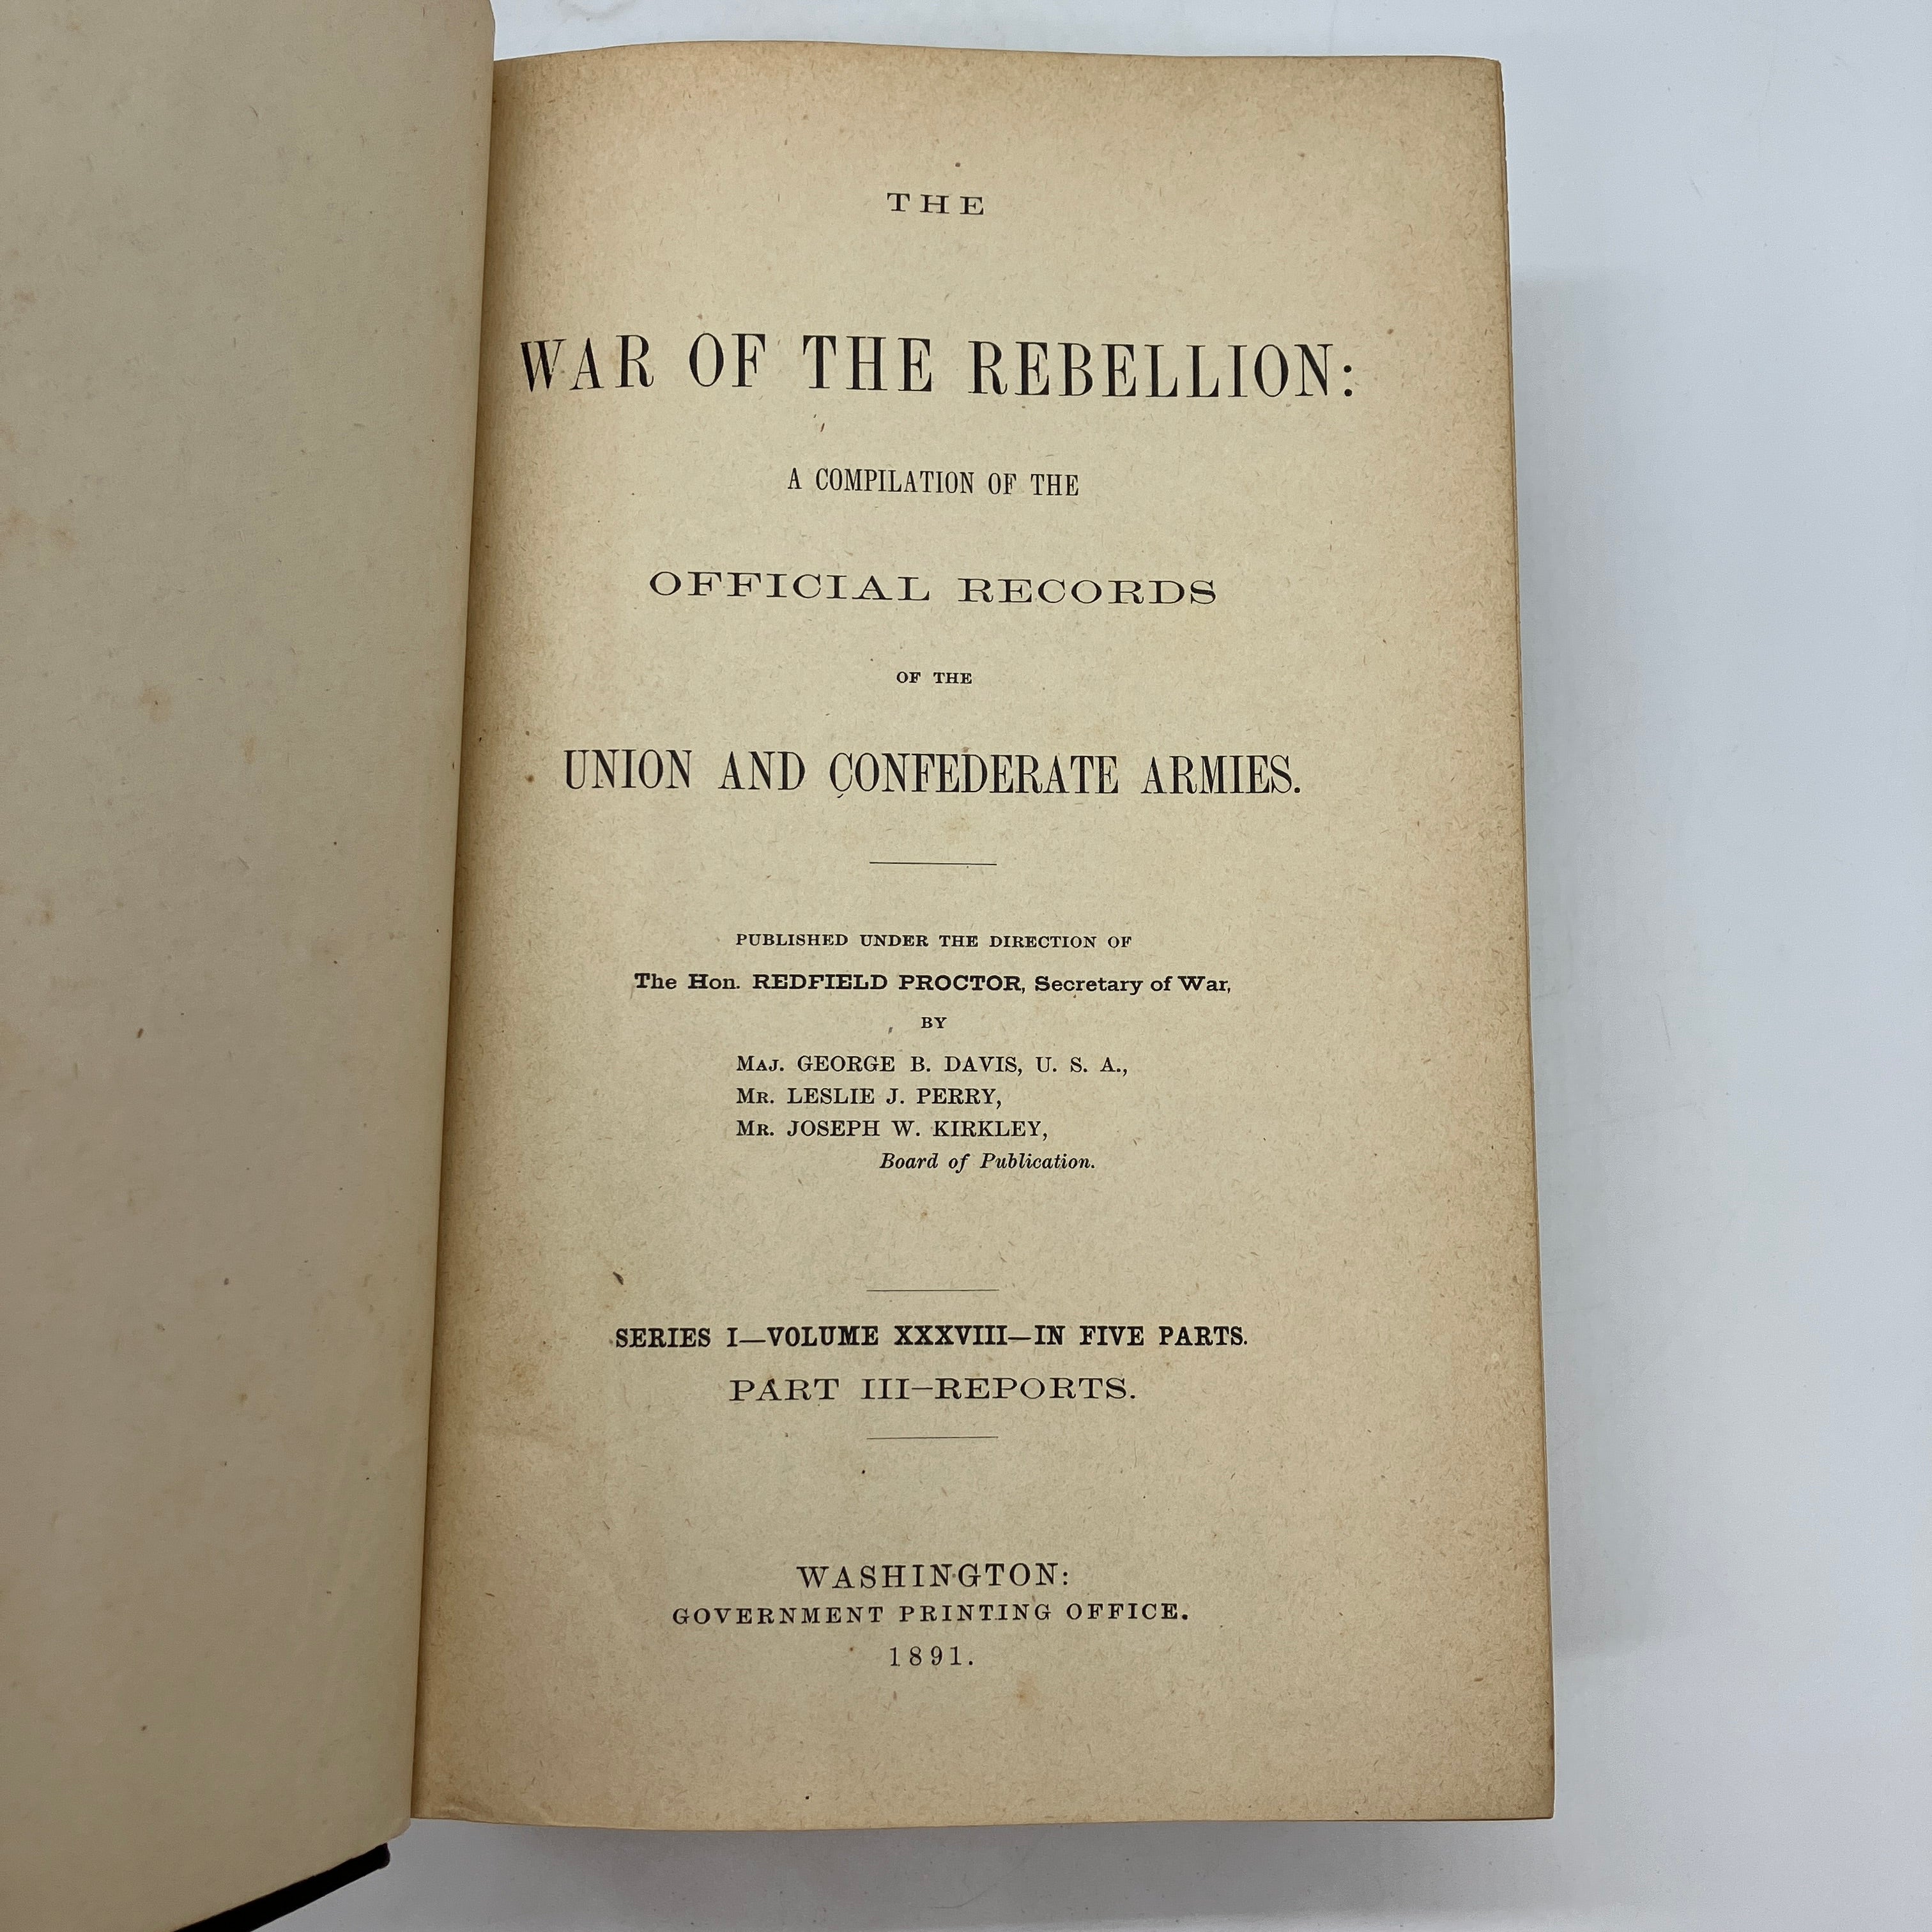 THE
WAR OF THE REBELLION:
A COMPILATION OF THE
OFFICIAL RECORDS
OF THE
UNION AND CONFEDERATE ARMIES.
PUBLISHED UNDER THE DIRECTION OF
The Hon. REDFIELD PROCTOR, Secretary of War,
BY
MAJ. GEORGE B. DAVIS, U. S. A.,
MR. LESLIE J. PERRY,
MR. JOSEPH W. KIRKLEY,
Board of Publication.
SERIES I—VOLUME XXXVIII—IN FIVE PARTS.
PART III—REPORTS.
WASHINGTON:
GOVERNMENT PRINTING OFFICE.
1891.